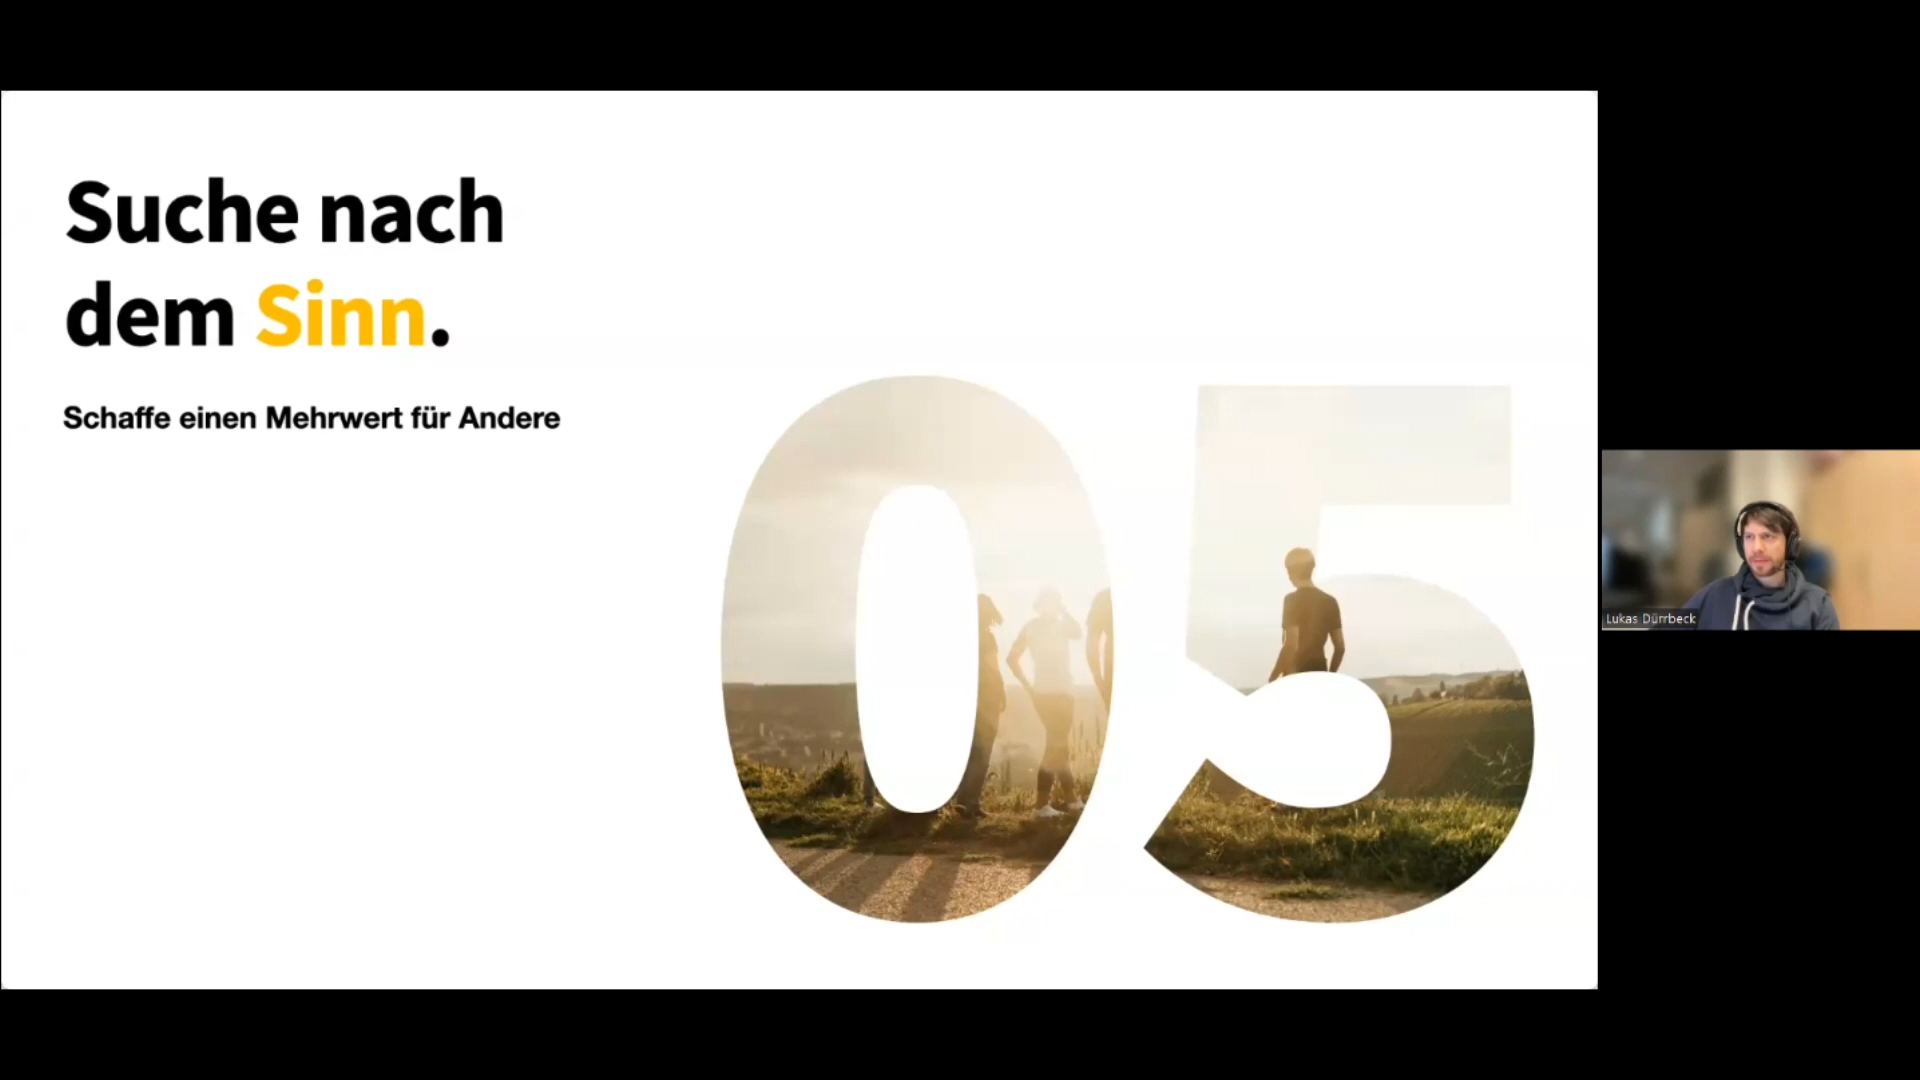 Suche nach
dem Sinn.
Schaffe einen Mehrwert für Andere
05
Lukas Dürrbeck